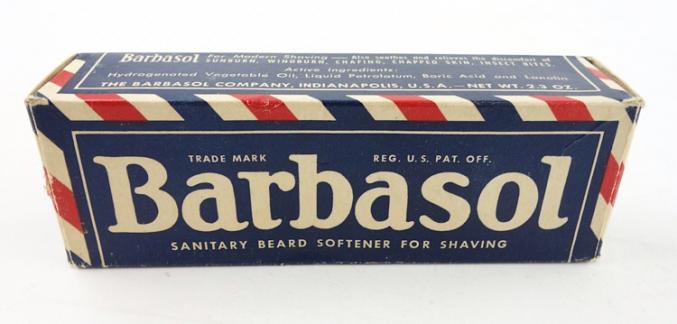 Barbasol For Modern Shaving — Also soothes and relieves the discomfort of
SUNBURN, WINDBURN, CHAFING, CHAPPED SKIN, INSECT BITES.
Active Ingredients:
Hydrogenated Vegetable Oil, Liquid Petrolatum, Boric Acid and Lanolin
THE BARBASOL COMPANY, INDIANAPOLIS, U.S.A.—NET WT. 2.3 OZ.
TRADE MARK REG. U.S. PAT. OFF.
Barbasol
SANITARY BEARD SOFTENER FOR SHAVING